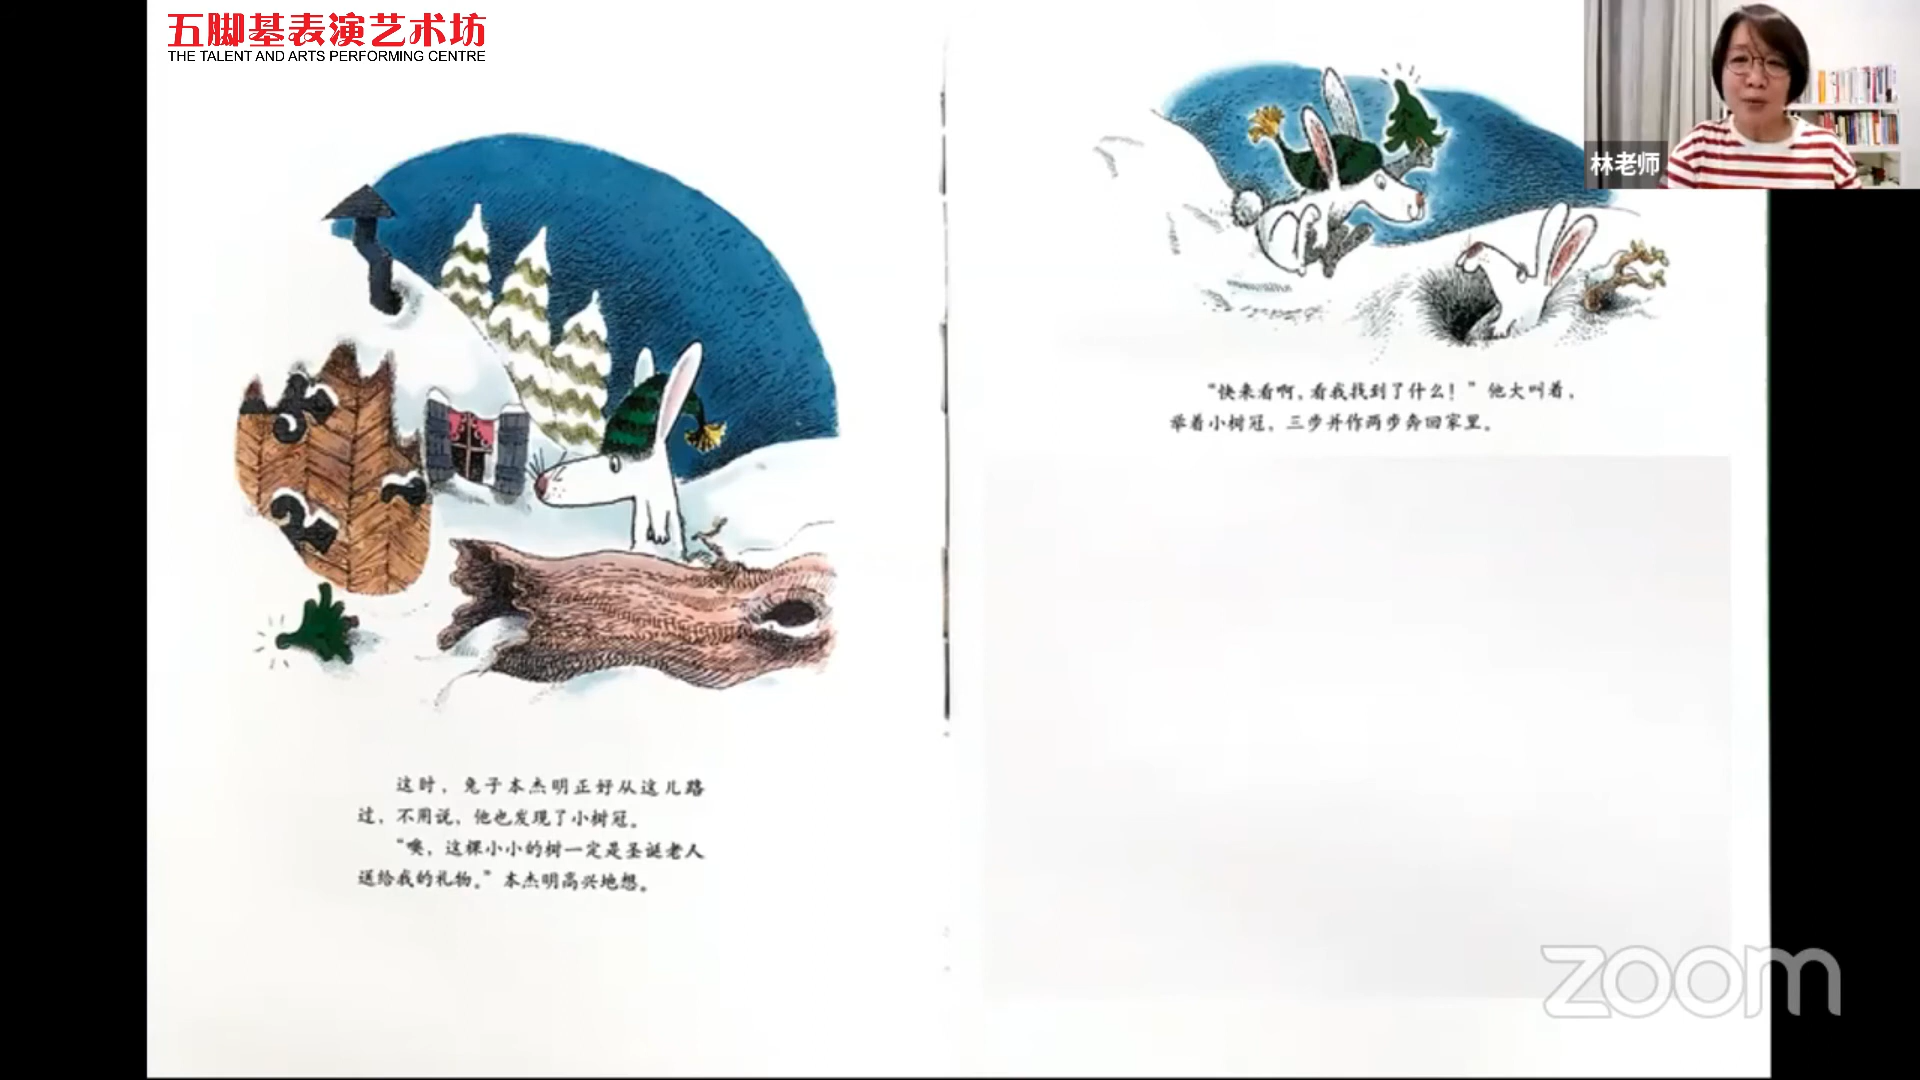 五脚基表演艺术坊
THE TALENT AND ARTS PERFORMING CENTRE
林老师
这时，兔子本杰明正好从这儿路
过，不用说，他也发现了小树冠。
“噢，这棵小小的树一定是圣诞老人
送给我的礼物。”本杰明高兴地想。
“快来看啊，看我找到了什么！”他大叫着，
举着小树冠，三步并作两步奔回家里。
zoom